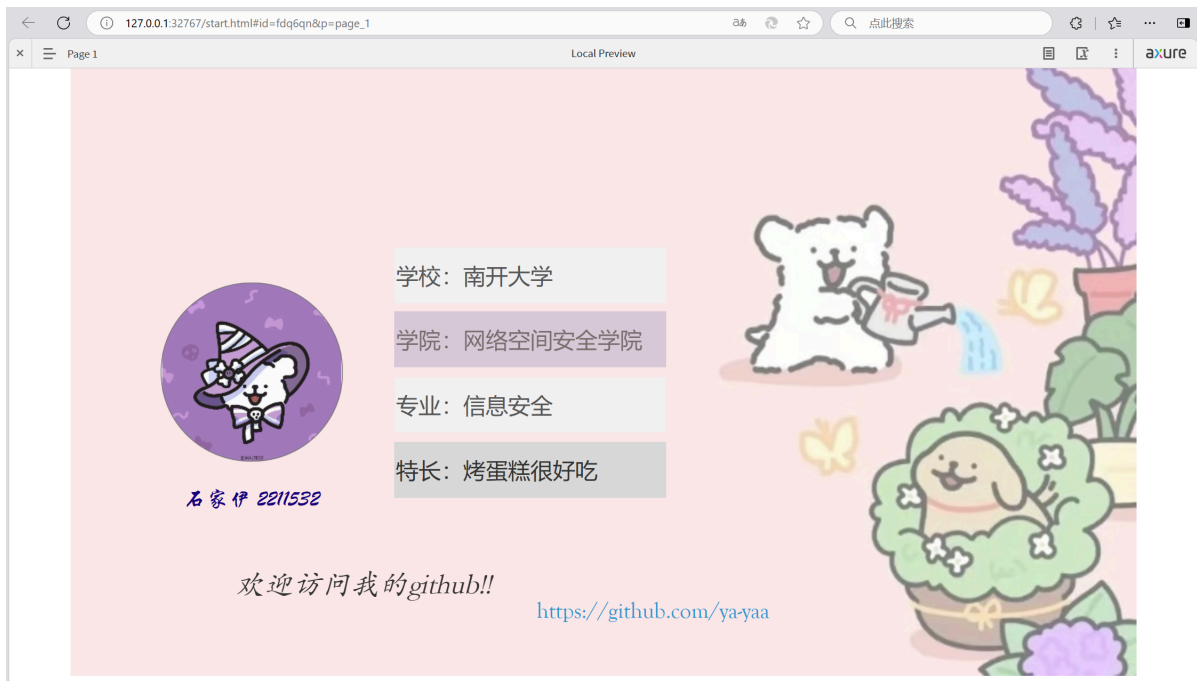 127.0.0.1:32767/start.html#id=fdq6qn&p=page_1
点此搜索
Page 1
Local Preview
axure
学校：南开大学
学院：网络空间安全学院
专业：信息安全
特长：烤蛋糕很好吃
石家伊 2211532
欢迎访问我的github!!
https://github.com/ya-yaa